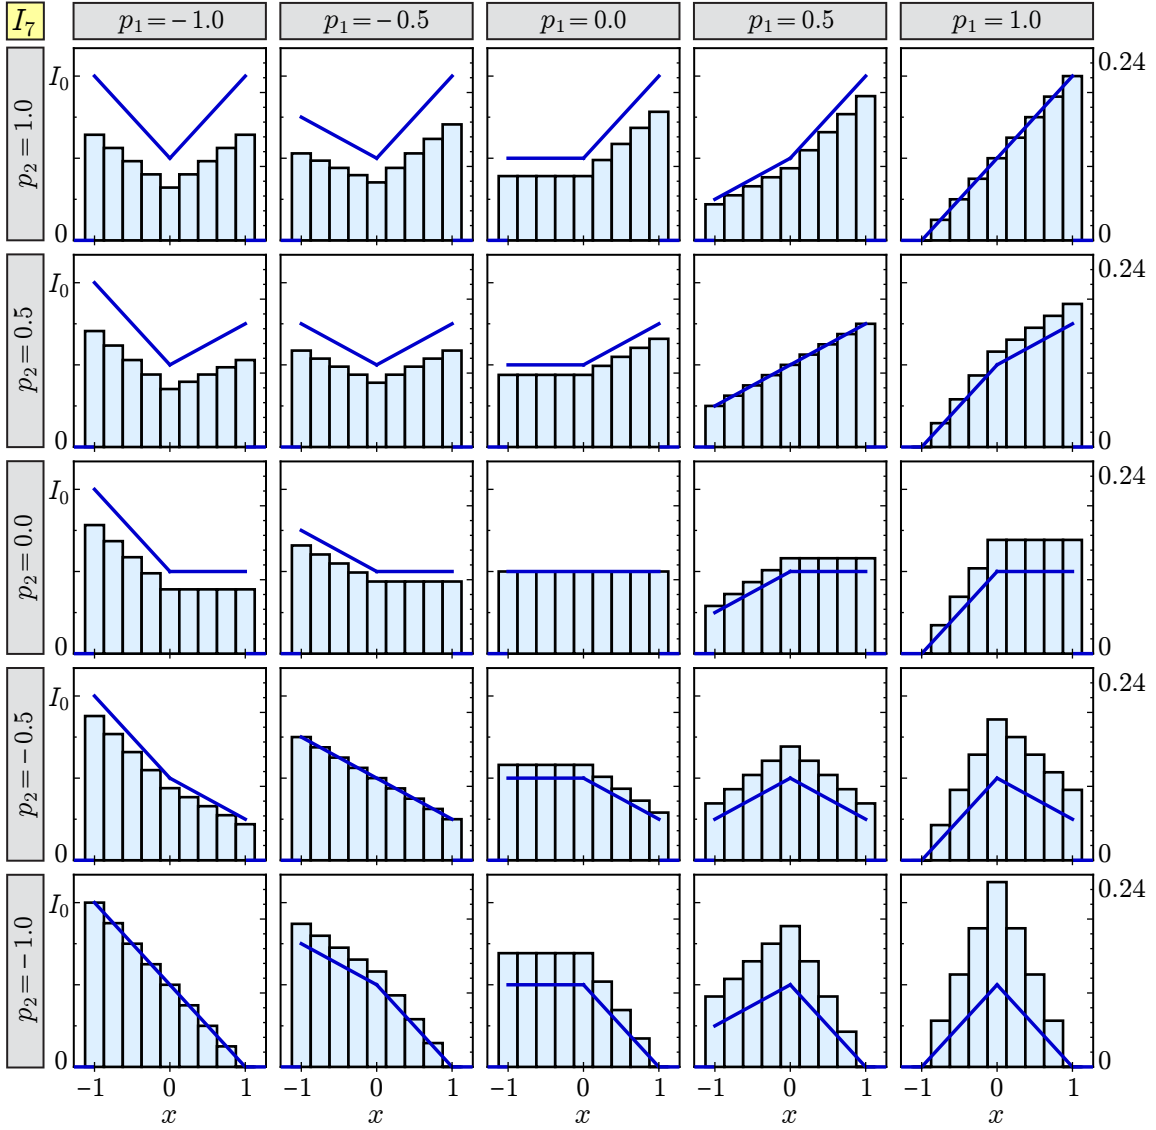 I₇ p₁ = −1.0 p₁ = −0.5 p₁ = 0.0 p₁ = 0.5 p₁ = 1.0
p₂ = 1.0 I₀ 0 0.24 0
p₂ = 0.5 I₀ 0 0.24 0
p₂ = 0.0 I₀ 0 0.24 0
p₂ = −0.5 I₀ 0 0.24 0
p₂ = −1.0 I₀ 0 0.24 0
−1 0 1 −1 0 1 −1 0 1 −1 0 1 −1 0 1
x x x x x